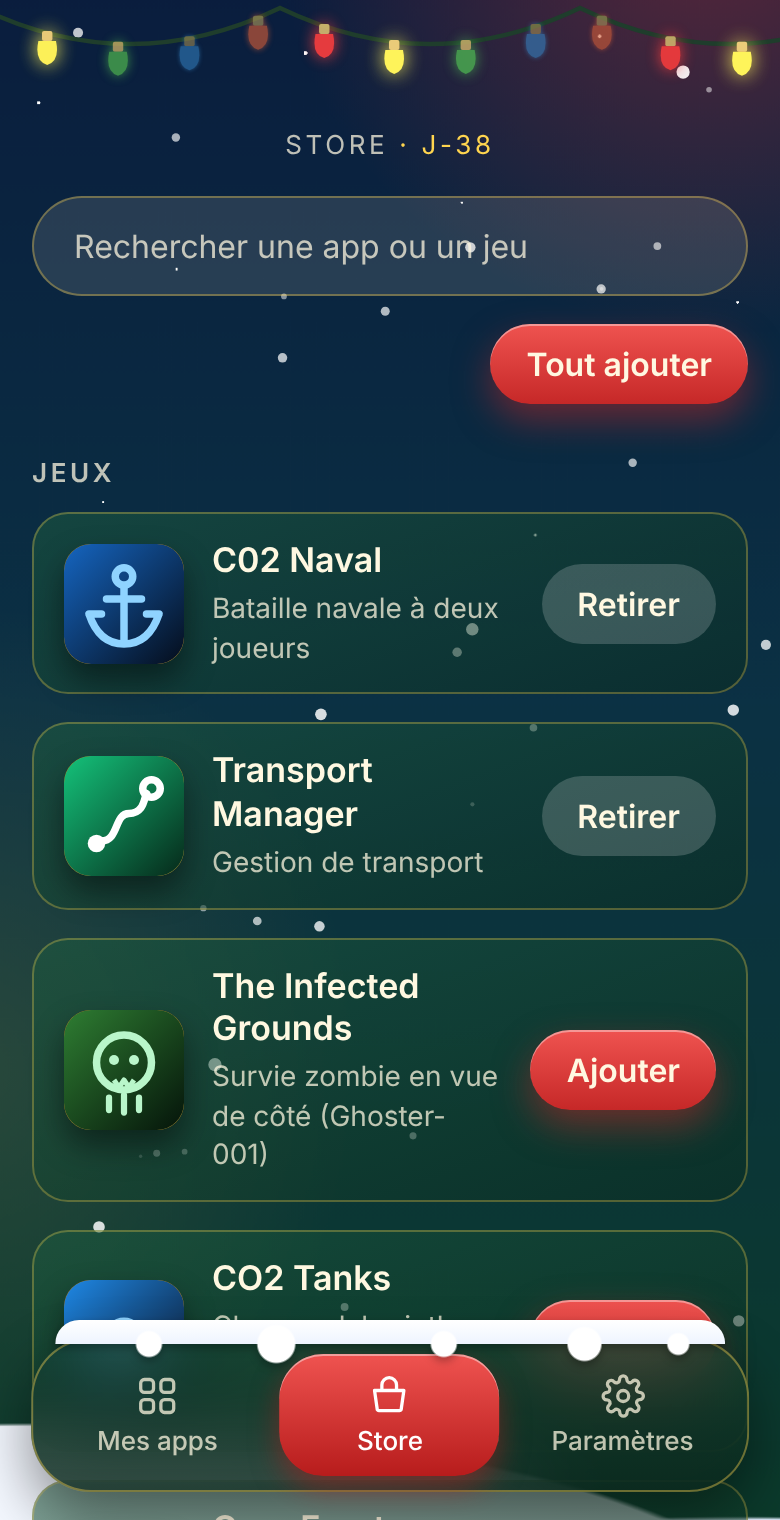 STORE · J-38
Rechercher une app ou un jeu
Tout ajouter
JEUX
C02 Naval
Bataille navale à deux
joueurs
Retirer
Transport
Manager
Gestion de transport
Retirer
The Infected
Grounds
Survie zombie en vue
de côté (Ghoster-
001)
Ajouter
CO2 Tanks
Mes apps
Store
Paramètres